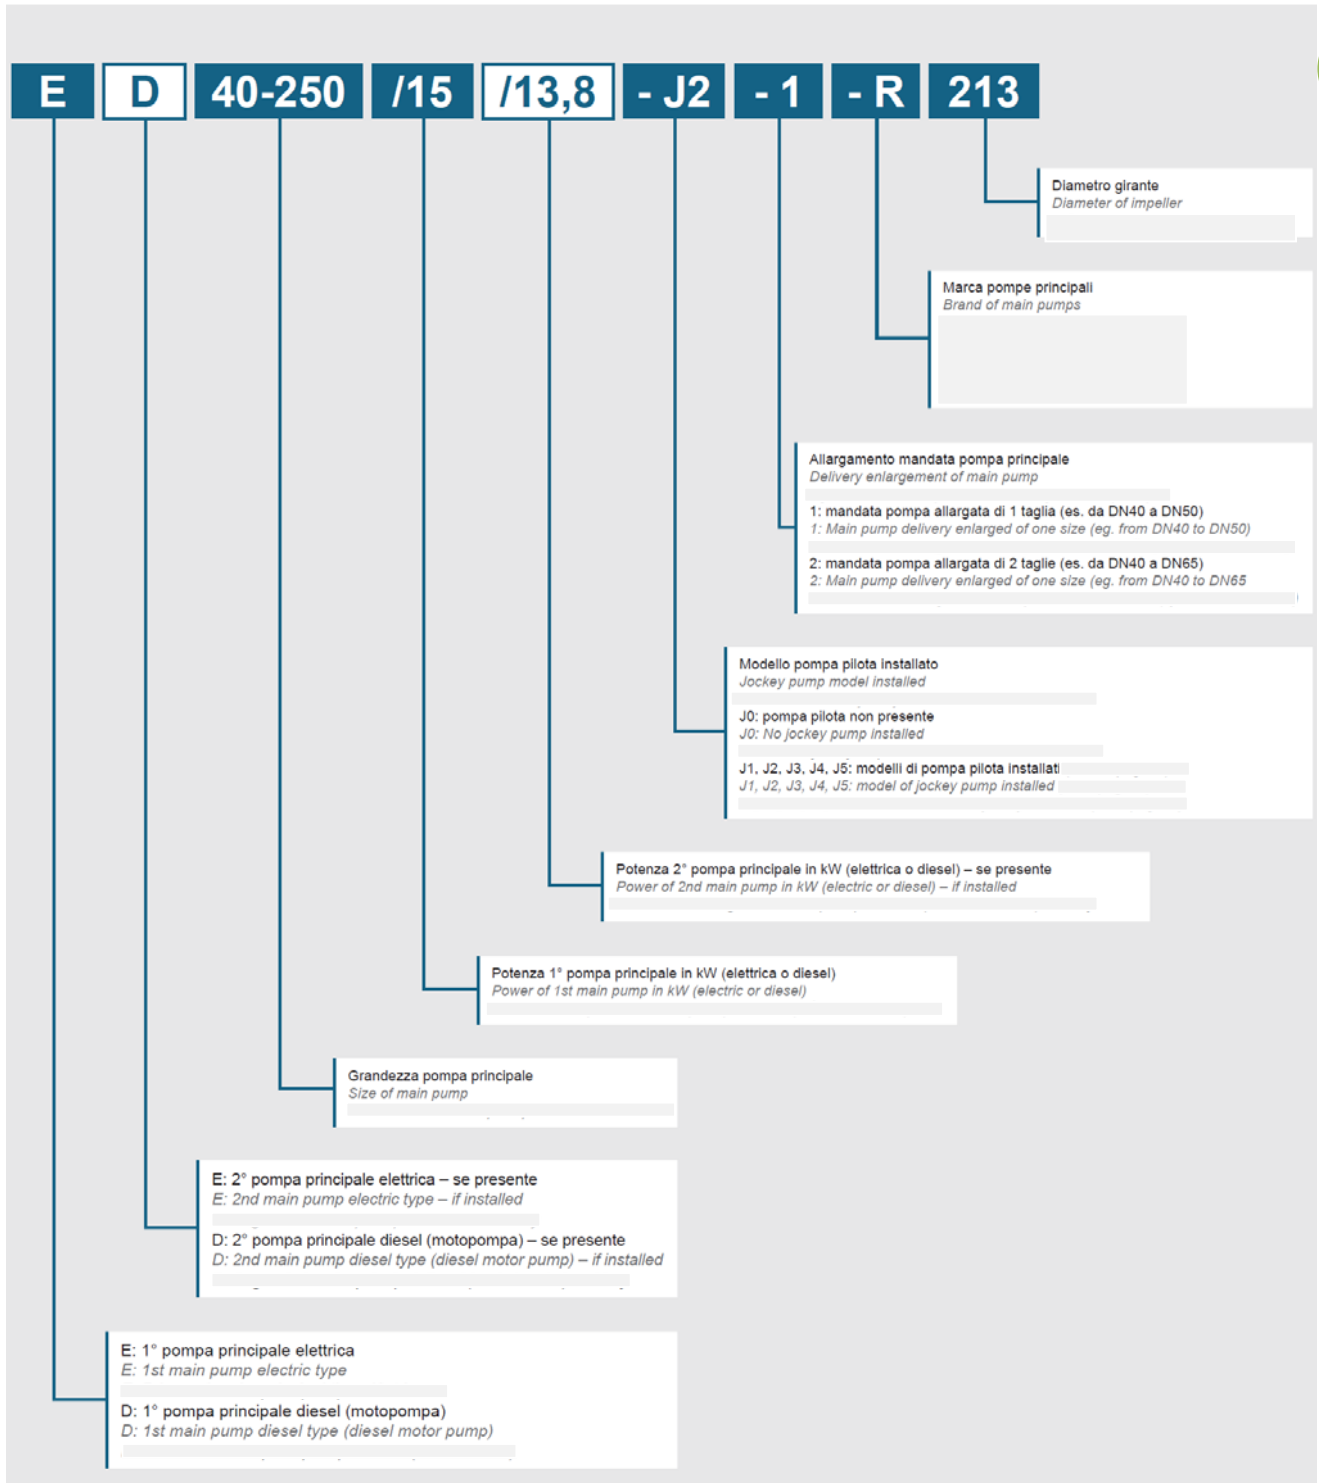 E D 40-250 /15 /13,8 - J2 - 1 - R 213
Diametro girante
Diameter of impeller
Marca pompe principali
Brand of main pumps
Allargamento mandata pompa principale
Delivery enlargement of main pump
1: mandata pompa allargata di 1 taglia (es. da DN40 a DN50)
1: Main pump delivery enlarged of one size (eg. from DN40 to DN50)
2: mandata pompa allargata di 2 taglie (es. da DN40 a DN65)
2: Main pump delivery enlarged of one size (eg. from DN40 to DN65
Modello pompa pilota installato
Jockey pump model installed
J0: pompa pilota non presente
J0: No jockey pump installed
J1, J2, J3, J4, J5: modelli di pompa pilota installati
J1, J2, J3, J4, J5: model of jockey pump installed
Potenza 2° pompa principale in kW (elettrica o diesel) – se presente
Power of 2nd main pump in kW (electric or diesel) – if installed
Potenza 1° pompa principale in kW (elettrica o diesel)
Power of 1st main pump in kW (electric or diesel)
Grandezza pompa principale
Size of main pump
E: 2° pompa principale elettrica – se presente
E: 2nd main pump electric type – if installed
D: 2° pompa principale diesel (motopompa) – se presente
D: 2nd main pump diesel type (diesel motor pump) – if installed
E: 1° pompa principale elettrica
E: 1st main pump electric type
D: 1° pompa principale diesel (motopompa)
D: 1st main pump diesel type (diesel motor pump)